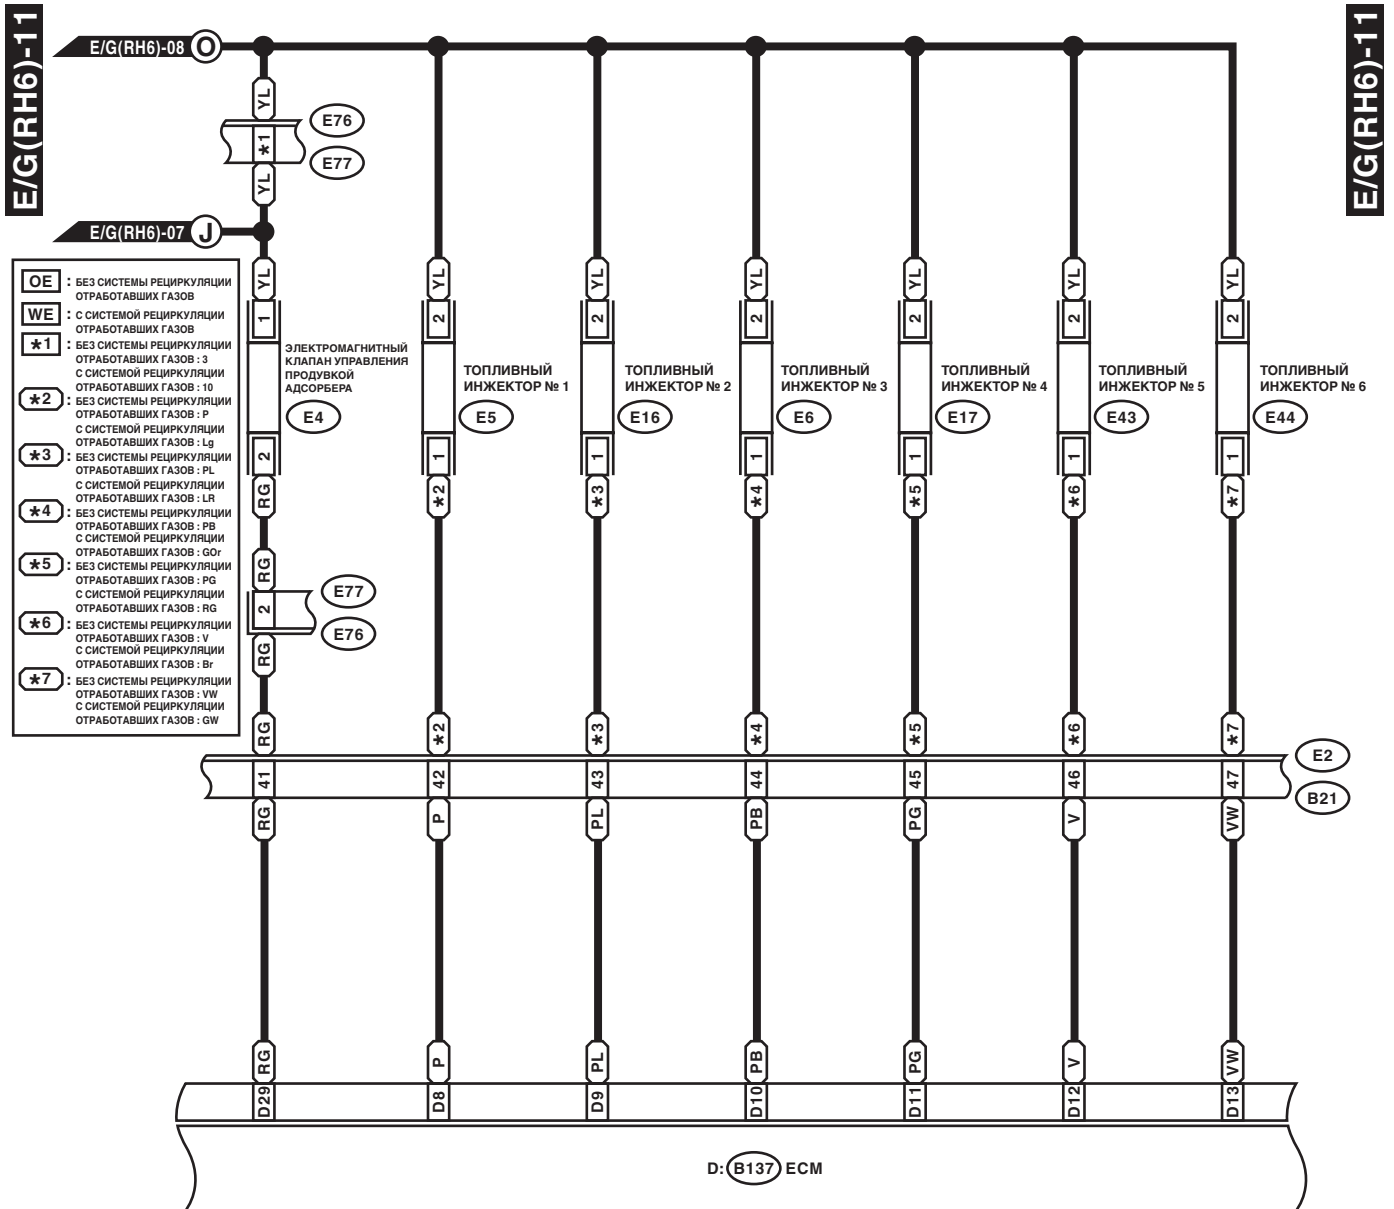 E/G(RH6)-11
E/G(RH6)-11
E/G(RH6)-08 O
YL
E76
*1
E77
YL
E/G(RH6)-07 J
OE : БЕЗ СИСТЕМЫ РЕЦИРКУЛЯЦИИ
ОТРАБОТАВШИХ ГАЗОВ
WE : С СИСТЕМОЙ РЕЦИРКУЛЯЦИИ
ОТРАБОТАВШИХ ГАЗОВ
*1 : БЕЗ СИСТЕМЫ РЕЦИРКУЛЯЦИИ
ОТРАБОТАВШИХ ГАЗОВ : 3
С СИСТЕМОЙ РЕЦИРКУЛЯЦИИ
ОТРАБОТАВШИХ ГАЗОВ : 10
*2 : БЕЗ СИСТЕМЫ РЕЦИРКУЛЯЦИИ
ОТРАБОТАВШИХ ГАЗОВ : P
С СИСТЕМОЙ РЕЦИРКУЛЯЦИИ
ОТРАБОТАВШИХ ГАЗОВ : Lg
*3 : БЕЗ СИСТЕМЫ РЕЦИРКУЛЯЦИИ
ОТРАБОТАВШИХ ГАЗОВ : PL
С СИСТЕМОЙ РЕЦИРКУЛЯЦИИ
ОТРАБОТАВШИХ ГАЗОВ : LR
*4 : БЕЗ СИСТЕМЫ РЕЦИРКУЛЯЦИИ
ОТРАБОТАВШИХ ГАЗОВ : PB
С СИСТЕМОЙ РЕЦИРКУЛЯЦИИ
ОТРАБОТАВШИХ ГАЗОВ : GOr
*5 : БЕЗ СИСТЕМЫ РЕЦИРКУЛЯЦИИ
ОТРАБОТАВШИХ ГАЗОВ : PG
С СИСТЕМОЙ РЕЦИРКУЛЯЦИИ
ОТРАБОТАВШИХ ГАЗОВ : RG
*6 : БЕЗ СИСТЕМЫ РЕЦИРКУЛЯЦИИ
ОТРАБОТАВШИХ ГАЗОВ : V
С СИСТЕМОЙ РЕЦИРКУЛЯЦИИ
ОТРАБОТАВШИХ ГАЗОВ : Br
*7 : БЕЗ СИСТЕМЫ РЕЦИРКУЛЯЦИИ
ОТРАБОТАВШИХ ГАЗОВ : VW
С СИСТЕМОЙ РЕЦИРКУЛЯЦИИ
ОТРАБОТАВШИХ ГАЗОВ : GW
YL YL YL YL YL YL YL
1 2 2 2 2 2 2
ЭЛЕКТРОМАГНИТНЫЙ
КЛАПАН УПРАВЛЕНИЯ
ПРОДУВКОЙ
АДСОРБЕРА
E4
ТОПЛИВНЫЙ
ИНЖЕКТОР № 1
E5
ТОПЛИВНЫЙ
ИНЖЕКТОР № 2
E16
ТОПЛИВНЫЙ
ИНЖЕКТОР № 3
E6
ТОПЛИВНЫЙ
ИНЖЕКТОР № 4
E17
ТОПЛИВНЫЙ
ИНЖЕКТОР № 5
E43
ТОПЛИВНЫЙ
ИНЖЕКТОР № 6
E44
2 1 1 1 1 1 1
RG *2 *3 *4 *5 *6 *7
RG
E77
2
E76
RG
RG *2 *3 *4 *5 *6 *7
E2
41 42 43 44 45 46 47
B21
RG P PL PB PG V VW
RG P PL PB PG V VW
D29 D8 D9 D10 D11 D12 D13
D: B137 ECM